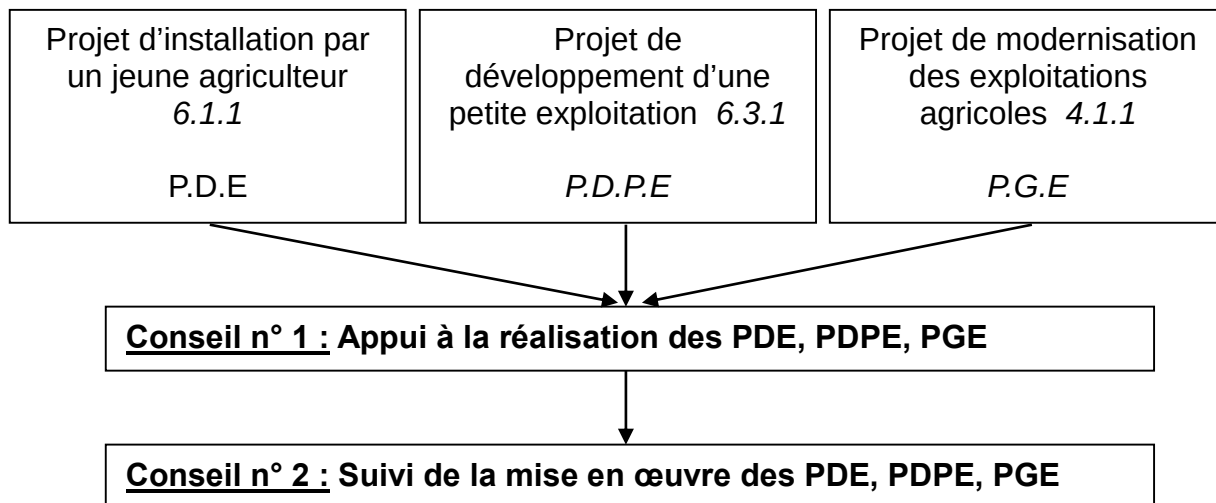 Projet d’installation par
un jeune agriculteur
6.1.1
P.D.E
Projet de
développement d’une
petite exploitation 6.3.1
P.D.P.E
Projet de modernisation
des exploitations
agricoles 4.1.1
P.G.E
Conseil n° 1 : Appui à la réalisation des PDE, PDPE, PGE
Conseil n° 2 : Suivi de la mise en œuvre des PDE, PDPE, PGE